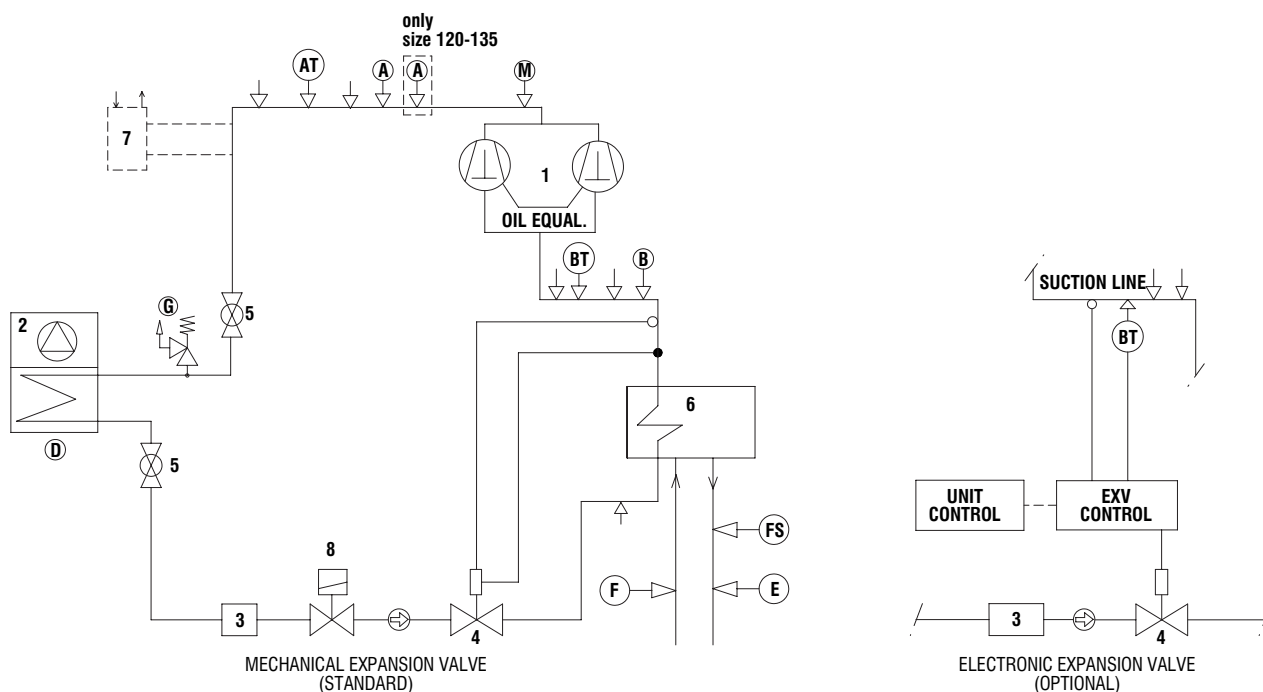 only
size 120-135
AT
A
A
M
7
1
OIL EQUAL.
BT
B
G
5
2
D
5
6
8
3
4
F
FS
E
MECHANICAL EXPANSION VALVE
(STANDARD)
SUCTION LINE
BT
UNIT
CONTROL
EXV
CONTROL
3
4
ELECTRONIC EXPANSION VALVE
(OPTIONAL)